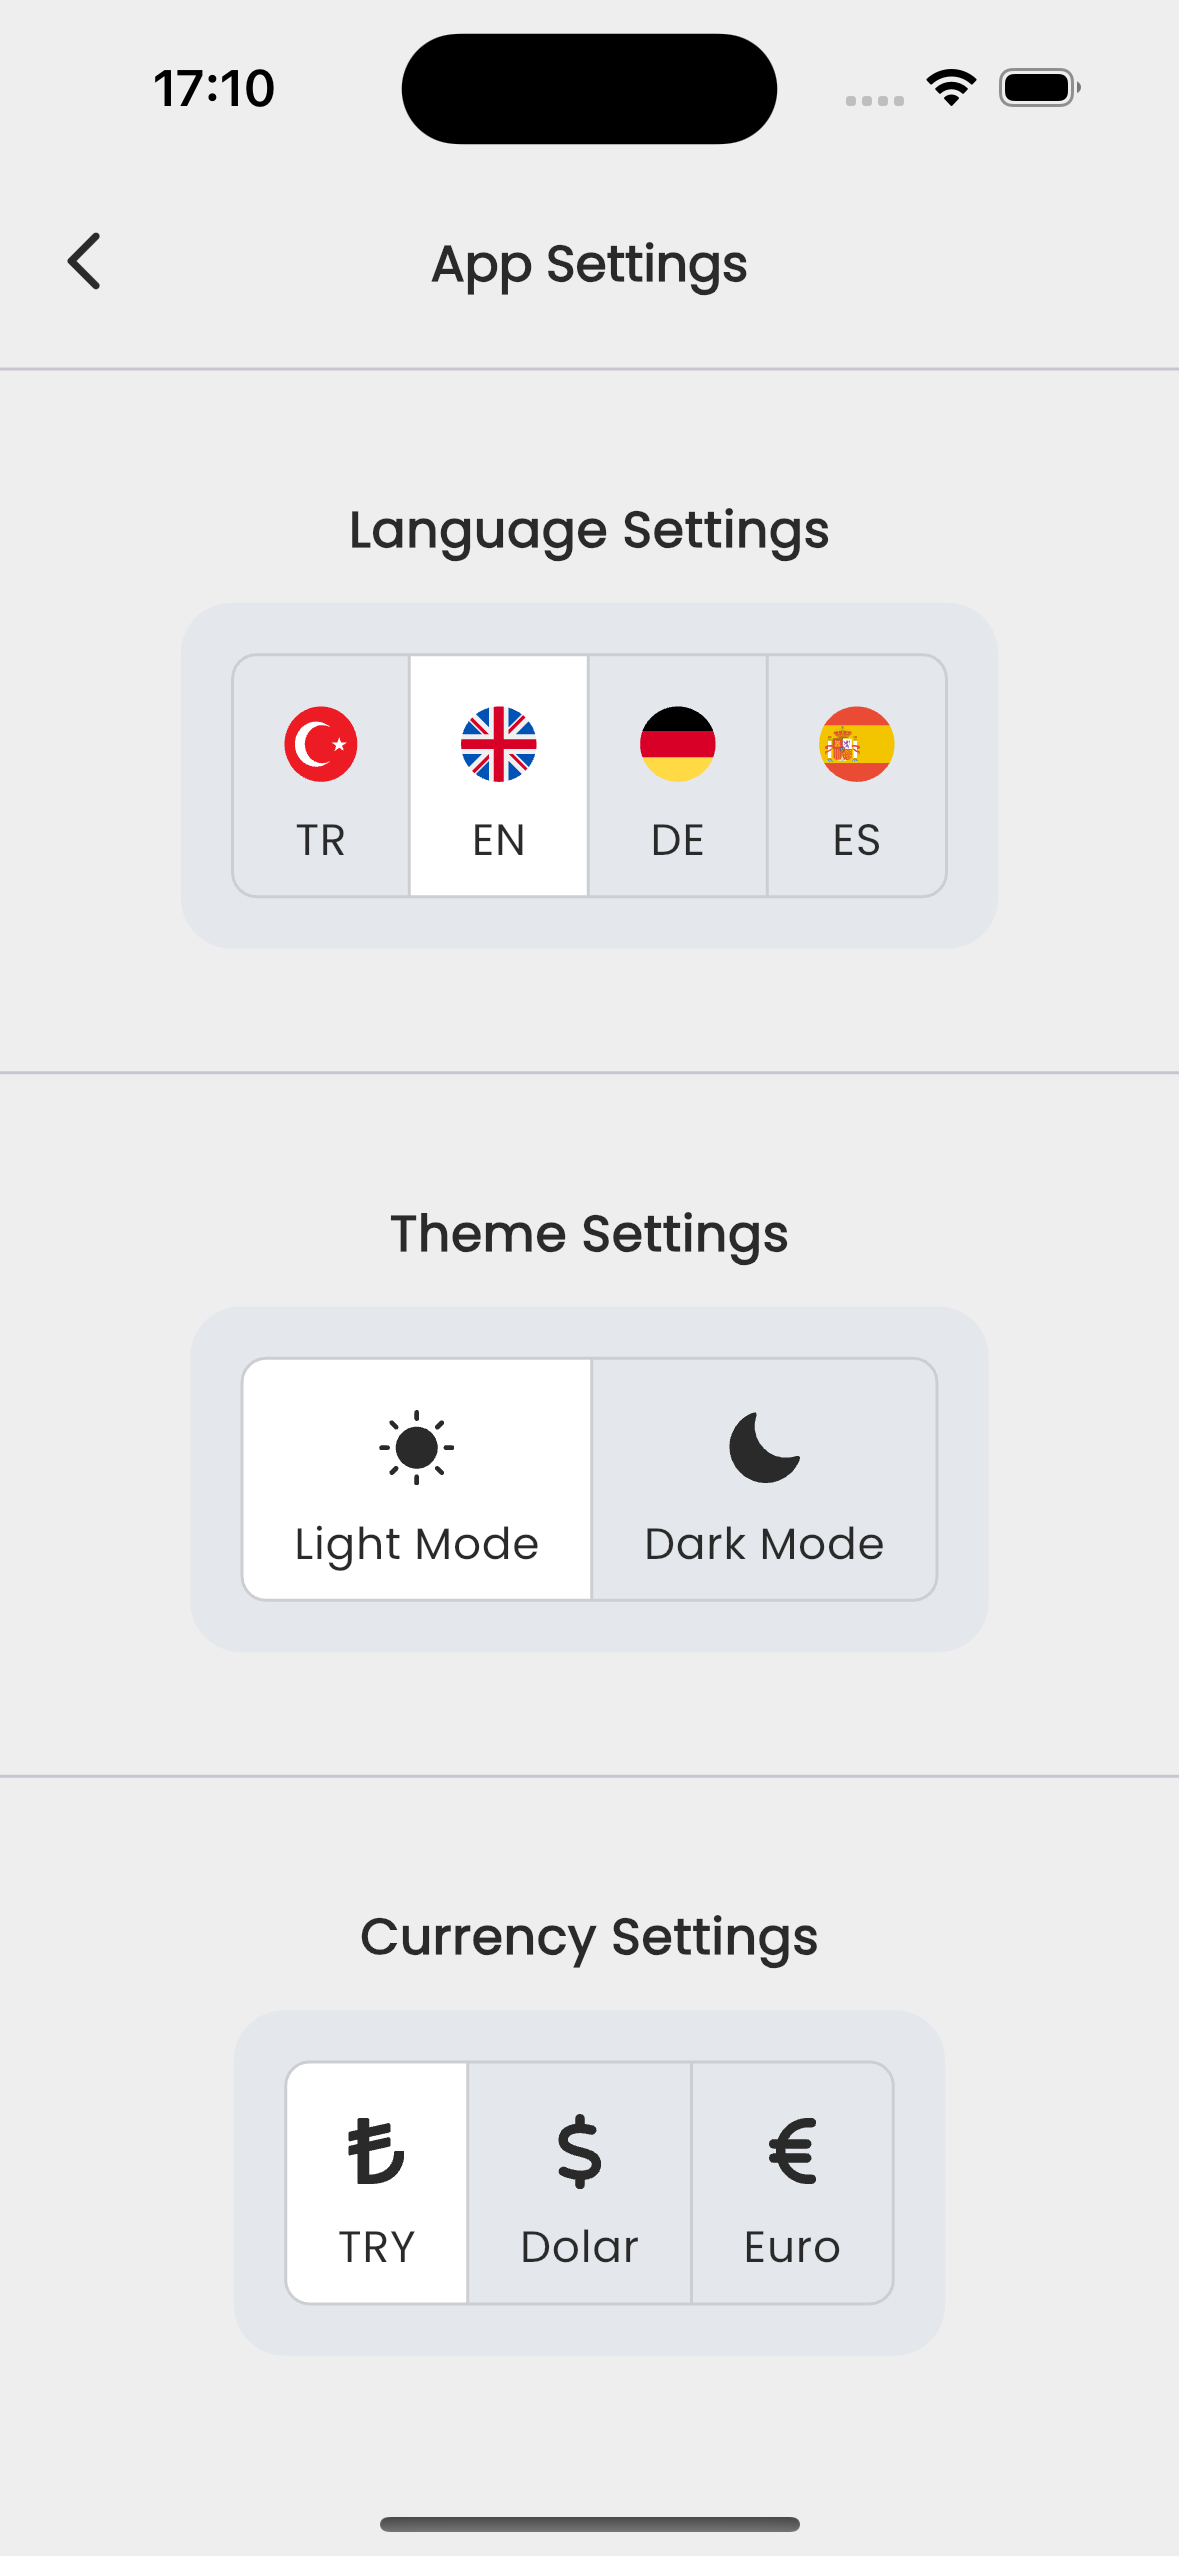 17:10
App Settings
Language Settings
TR EN DE ES
Theme Settings
Light Mode Dark Mode
Currency Settings
₺ $ €
TRY Dolar Euro